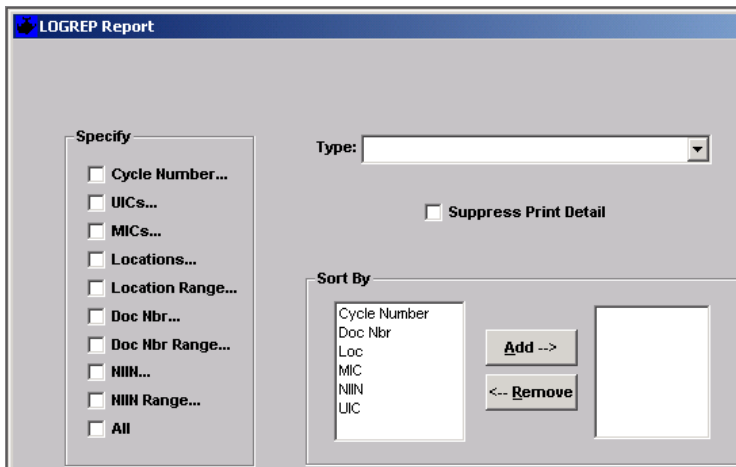 LOGREP Report
Specify
Cycle Number...
UICs...
MICs...
Locations...
Location Range...
Doc Nbr...
Doc Nbr Range...
NIIN...
NIIN Range...
All
Type:
Suppress Print Detail
Sort By
Cycle Number
Doc Nbr
Loc
MIC
NIIN
UIC
Add -->
<-- Remove